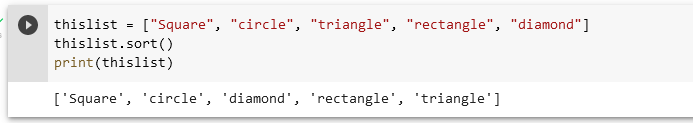 thislist = ["Square", "circle", "triangle", "rectangle", "diamond"]
thislist.sort()
print(thislist)
['Square', 'circle', 'diamond', 'rectangle', 'triangle']